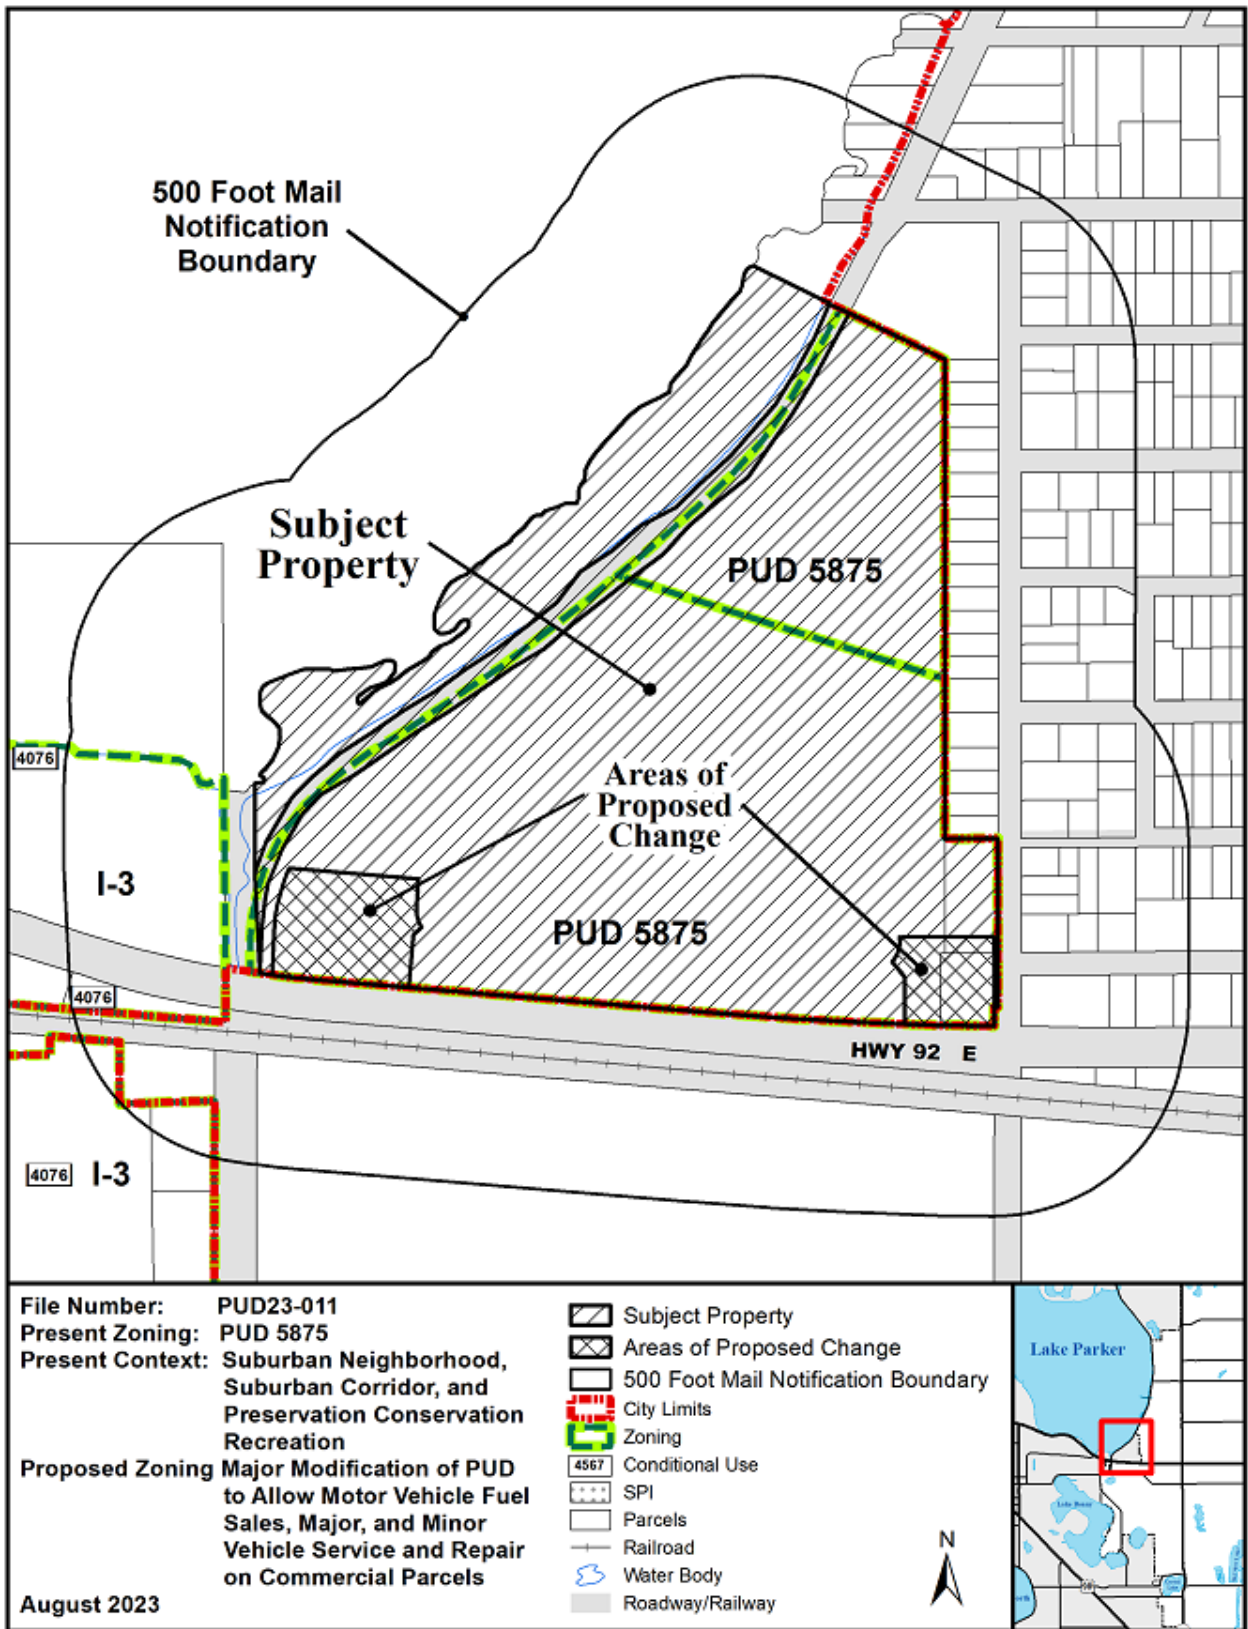 500 Foot Mail
Notification
Boundary
Subject
Property
PUD 5875
Areas of
Proposed
Change
4076
I-3
PUD 5875
4076
HWY 92 E
4076
I-3
File Number: PUD23-011
Present Zoning: PUD 5875
Present Context: Suburban Neighborhood,
Suburban Corridor, and
Preservation Conservation
Recreation
Proposed Zoning Major Modification of PUD
to Allow Motor Vehicle Fuel
Sales, Major, and Minor
Vehicle Service and Repair
on Commercial Parcels
August 2023
Subject Property
Areas of Proposed Change
500 Foot Mail Notification Boundary
City Limits
Zoning
4567 Conditional Use
SPI
Parcels
Railroad
Water Body
Roadway/Railway
N
Lake Parker